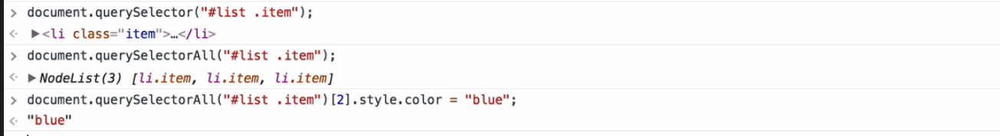 > document.querySelector("#list .item");
<· ▶<li class="item">…</li>
> document.querySelectorAll("#list .item");
<· ▶NodeList(3) [li.item, li.item, li.item]
> document.querySelectorAll("#list .item")[2].style.color = "blue";
<· "blue"